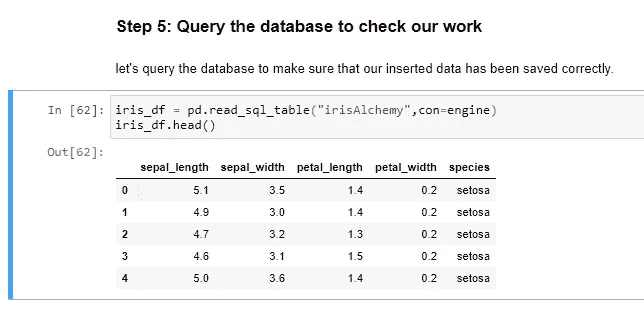 Step 5: Query the database to check our work
let's query the database to make sure that our inserted data has been saved correctly.
In [62]: iris_df = pd.read_sql_table("irisAlchemy",con=engine)
iris_df.head()
Out[62]:
sepal_length sepal_width petal_length petal_width species
0 5.1 3.5 1.4 0.2 setosa
1 4.9 3.0 1.4 0.2 setosa
2 4.7 3.2 1.3 0.2 setosa
3 4.6 3.1 1.5 0.2 setosa
4 5.0 3.6 1.4 0.2 setosa